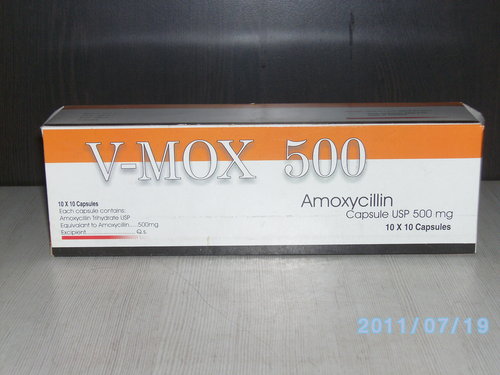 V-MOX 500
Amoxycillin
Capsule USP 500 mg
10 X 10 Capsules
10 X 10 Capsules
Each capsule contains:
Amoxycillin Trihydrate USP
Equivalent to Amoxycillin.....500mg
Excipient....................Q.s.
2011/07/19